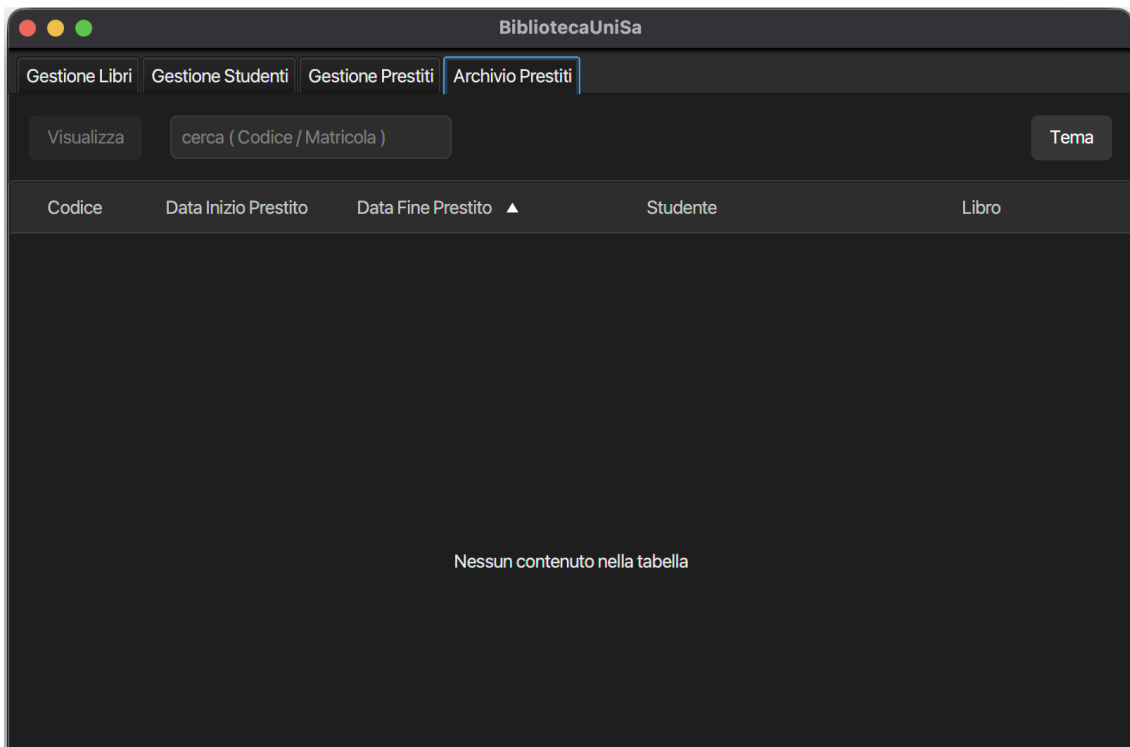 BibliotecaUniSa
Gestione Libri Gestione Studenti Gestione Prestiti Archivio Prestiti
Visualizza cerca ( Codice / Matricola ) Tema
Codice Data Inizio Prestito Data Fine Prestito ▲ Studente Libro
Nessun contenuto nella tabella